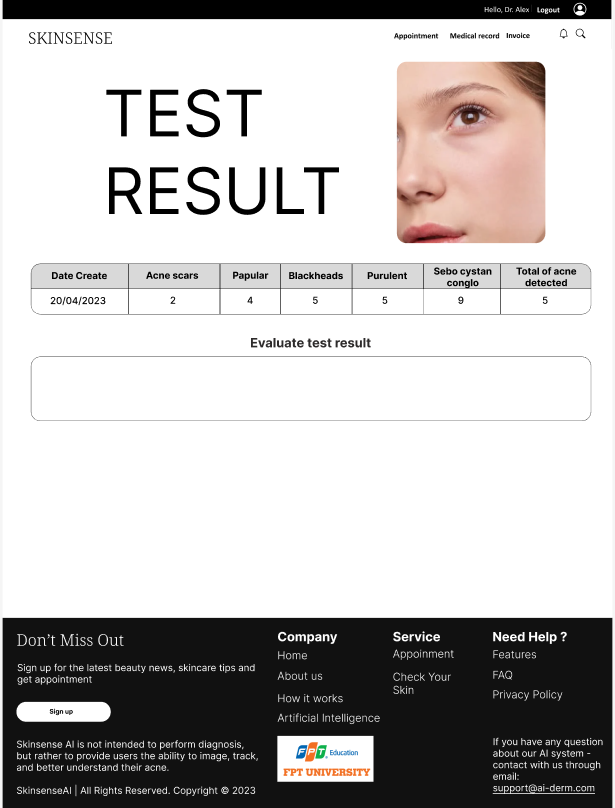 Hello, Dr. Alex Logout
SKINSENSE
Appointment Medical record Invoice
TEST
RESULT
Date Create Acne scars Papular Blackheads Purulent Sebo cystan conglo Total of acne detected
20/04/2023 2 4 5 5 9 5
Evaluate test result
Don't Miss Out
Sign up for the latest beauty news, skincare tips and
get appointment
Sign up
Skinsense AI is not intended to perform diagnosis,
but rather to provide users the ability to image, track,
and better understand their acne.
SkinsenseAI | All Rights Reserved. Copyright © 2023
Company
Home
About us
How it works
Artificial Intelligence
FPT Education
FPT UNIVERSITY
Service
Appoinment
Check Your
Skin
Need Help ?
Features
FAQ
Privacy Policy
If you have any question
about our AI system -
contact with us through
email:
support@ai-derm.com